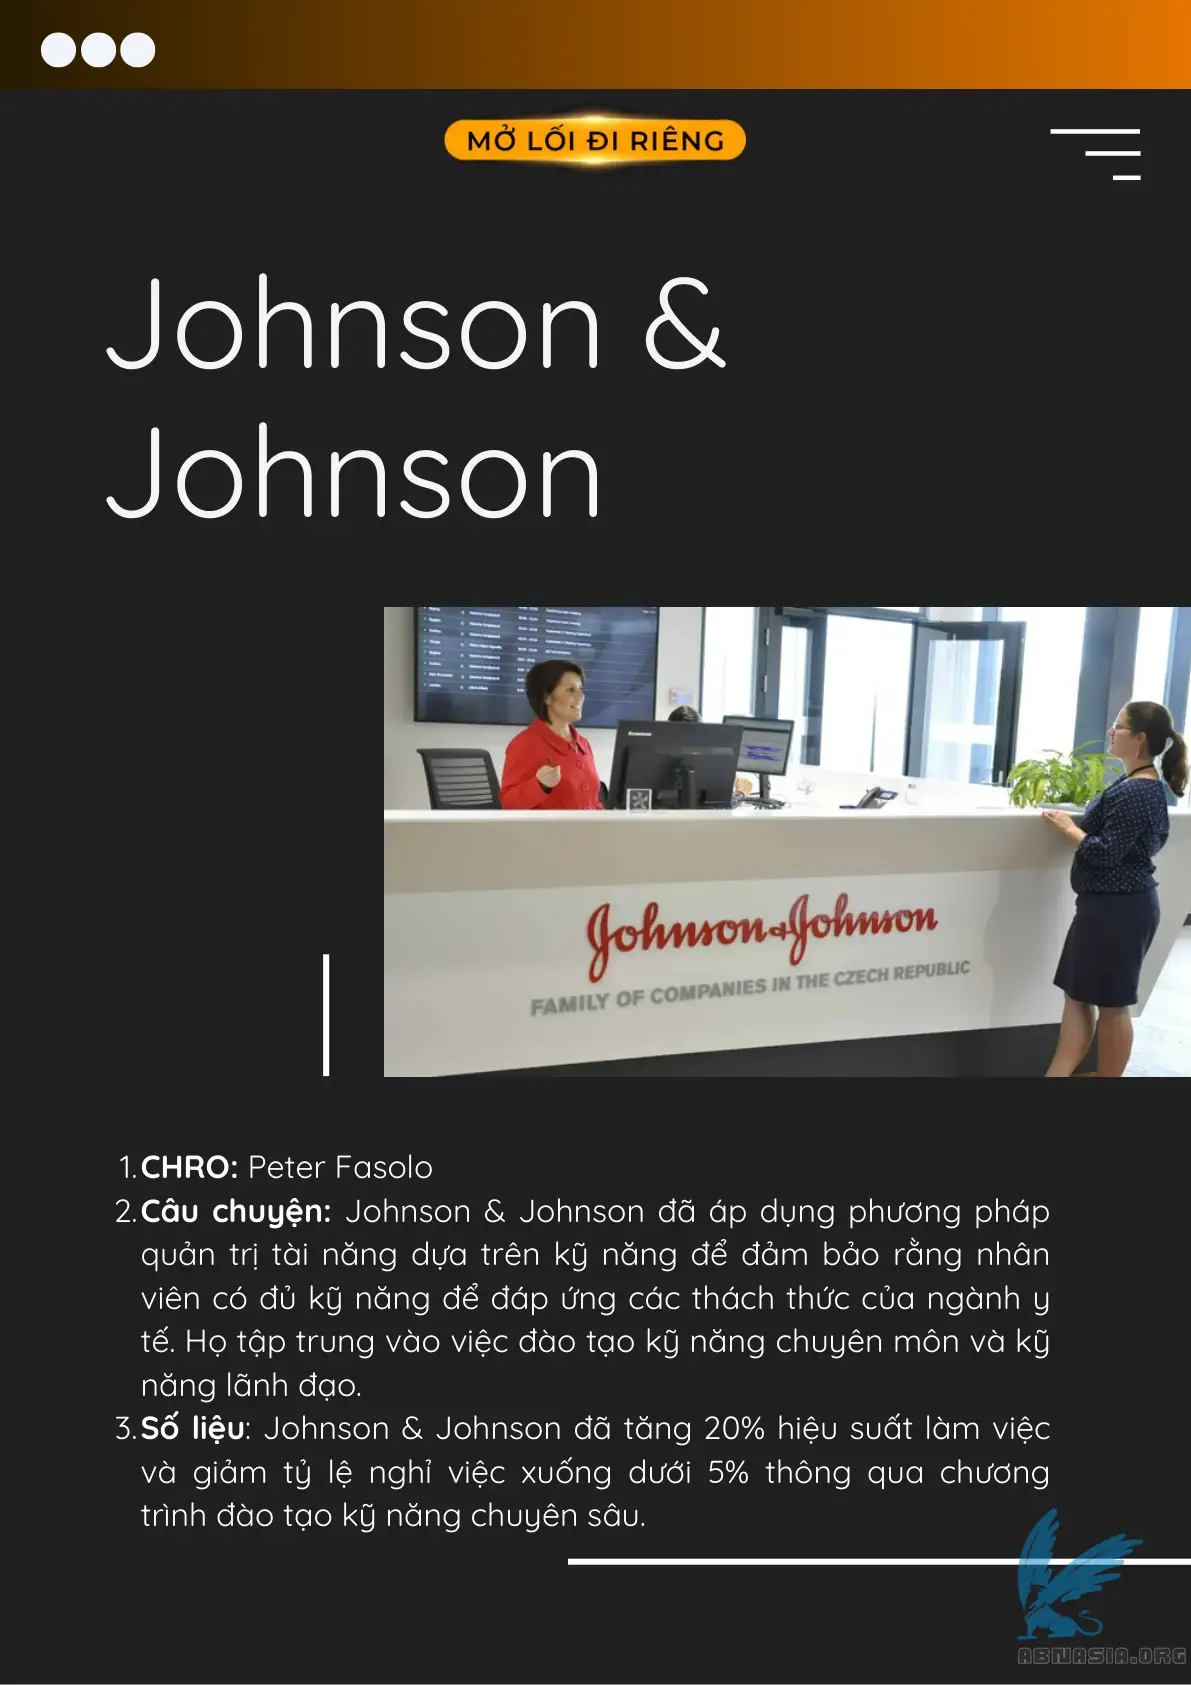 MỞ LỐI ĐI RIÊNG
Johnson &
Johnson
Lenovo
Johnson & Johnson
FAMILY OF COMPANIES IN THE CZECH REPUBLIC
1. CHRO: Peter Fasolo
2. Câu chuyện: Johnson & Johnson đã áp dụng phương pháp
quản trị tài năng dựa trên kỹ năng để đảm bảo rằng nhân
viên có đủ kỹ năng để đáp ứng các thách thức của ngành y
tế. Họ tập trung vào việc đào tạo kỹ năng chuyên môn và kỹ
năng lãnh đạo.
3. Số liệu: Johnson & Johnson đã tăng 20% hiệu suất làm việc
và giảm tỷ lệ nghỉ việc xuống dưới 5% thông qua chương
trình đào tạo kỹ năng chuyên sâu.
ABNASIA.ORG